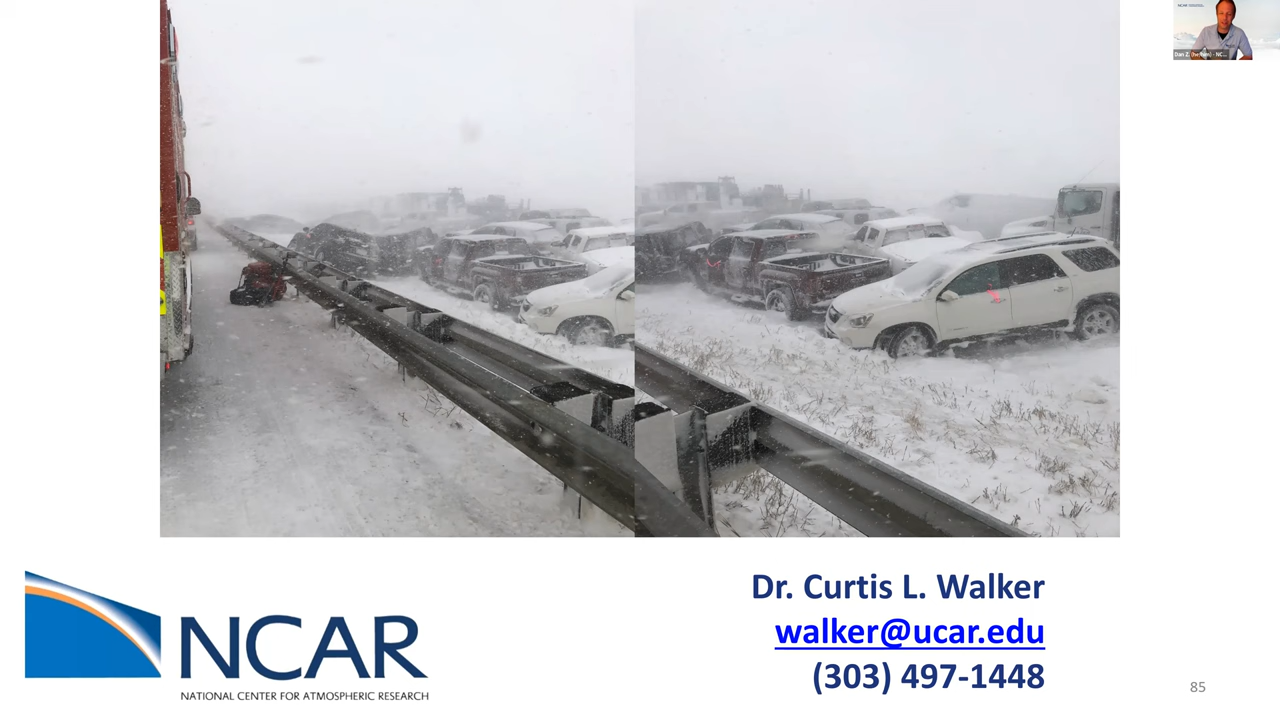 Dr. Curtis L. Walker
walker@ucar.edu
(303) 497-1448
NCAR
NATIONAL CENTER FOR ATMOSPHERIC RESEARCH
85